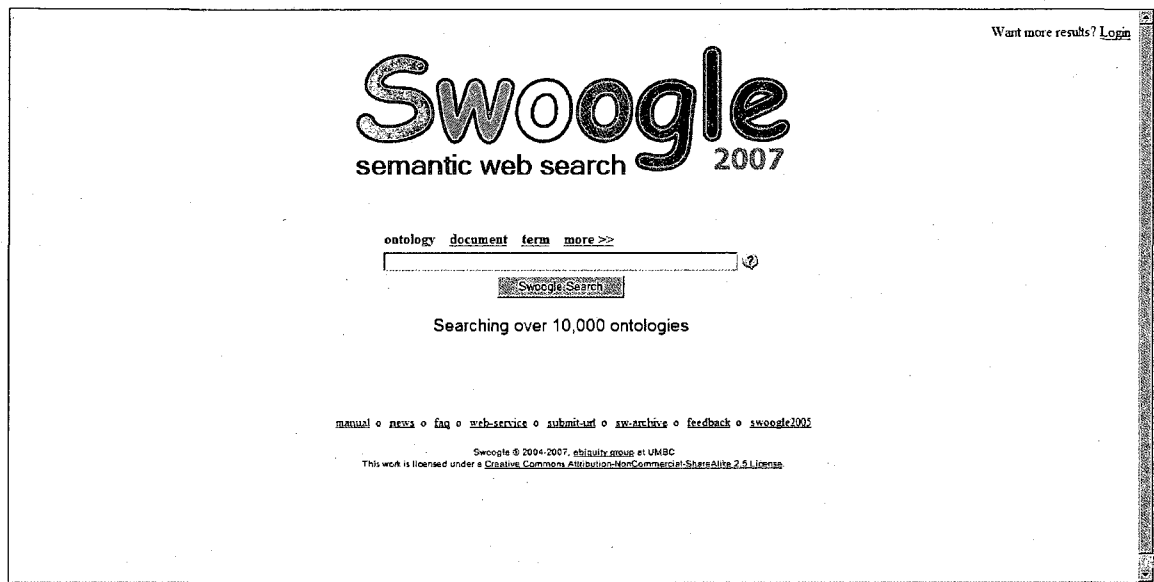 Want more results? Login
Swoogle
semantic web search 2007
ontology document term more >>
Swoogle Search
Searching over 10,000 ontologies
manual o news o faq o web-service o submit-url o sw-archive o feedback o swoogle2005
Swoogle © 2004-2007, ebiquity group at UMBC
This work is licensed under a Creative Commons Attribution-NonCommercial-ShareAlike 2.5 License.